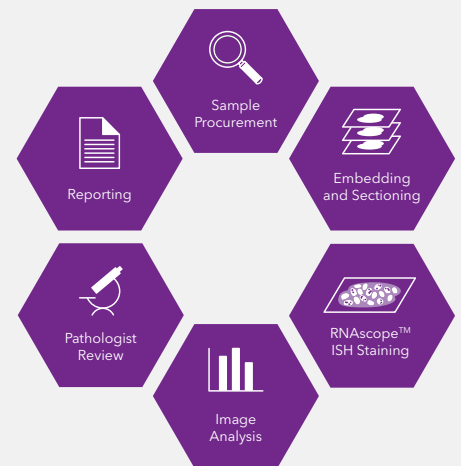 Sample
Procurement
Embedding
and Sectioning
RNAscope™
ISH Staining
Image
Analysis
Pathologist
Review
Reporting